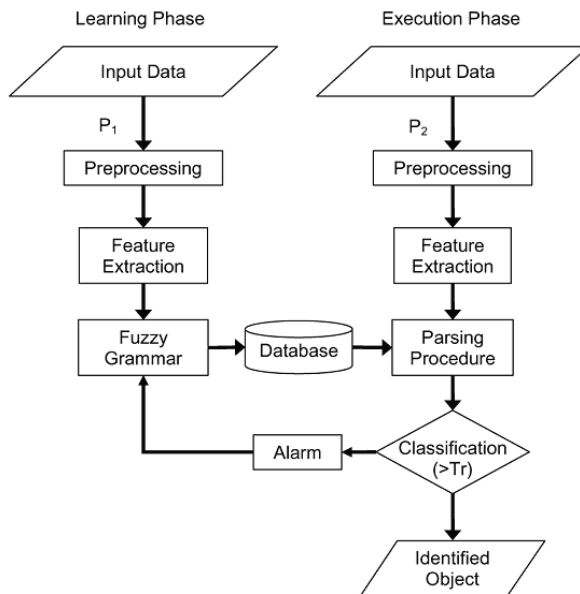 Learning Phase
Execution Phase
Input Data
Input Data
P1
P2
Preprocessing
Preprocessing
Feature
Extraction
Feature
Extraction
Fuzzy
Grammar
Database
Parsing
Procedure
Alarm
Classification
(>Tr)
Identified
Object